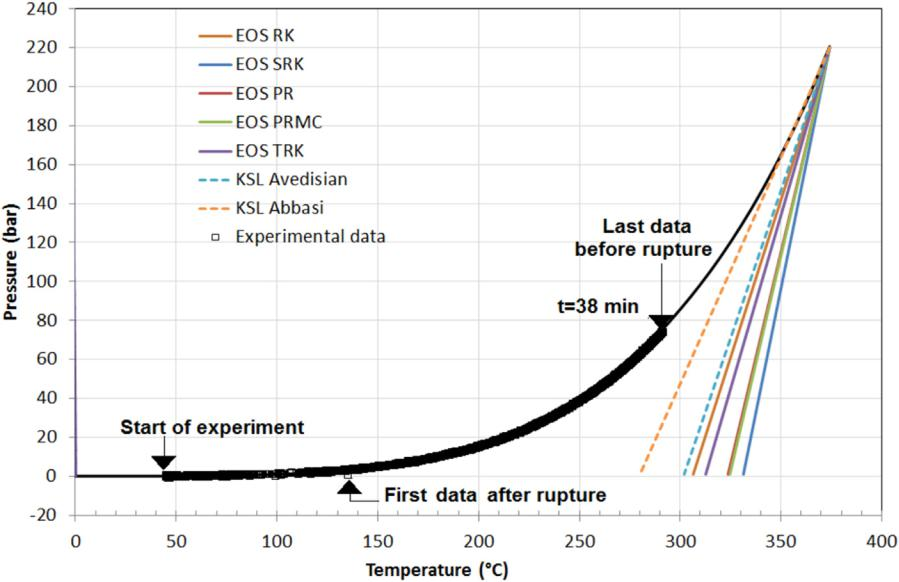 240
220
200
180
160
140
120
100
80
60
40
20
0
-20
Pressure (bar)
EOS RK
EOS SRK
EOS PR
EOS PRMC
EOS TRK
KSL Avedisian
KSL Abbasi
Experimental data
Last data
before rupture
t=38 min
Start of experiment
First data after rupture
0 50 100 150 200 250 300 350 400
Temperature (°C)